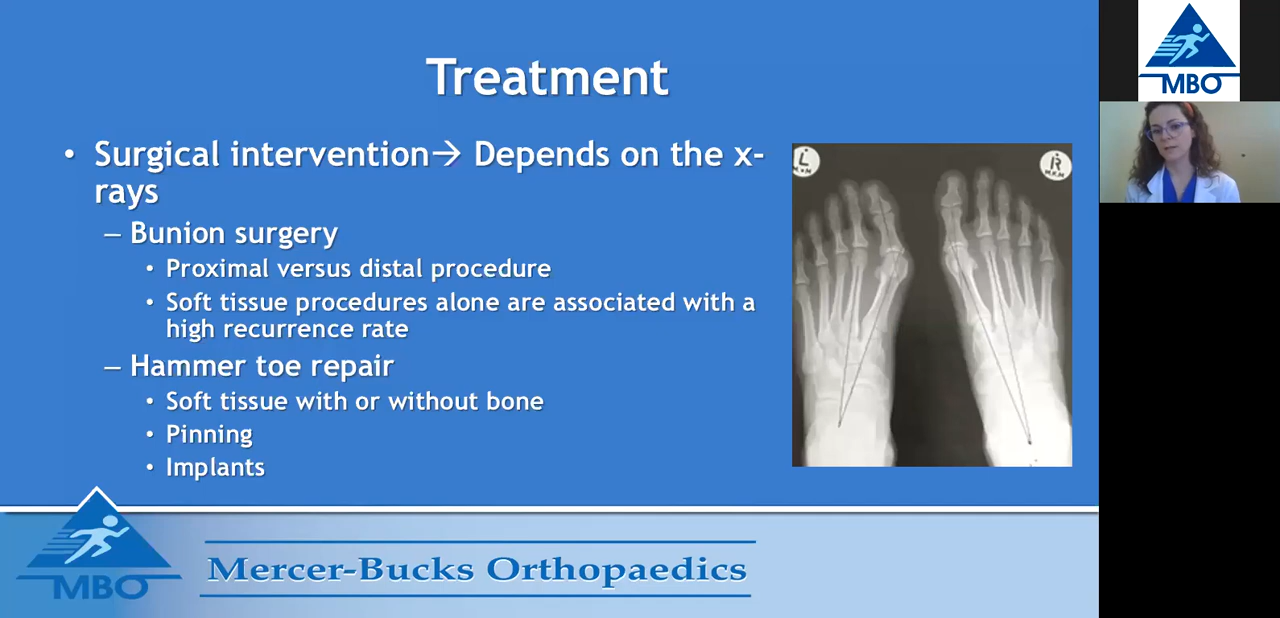 Treatment
• Surgical intervention→ Depends on the x-
rays
– Bunion surgery
• Proximal versus distal procedure
• Soft tissue procedures alone are associated with a
high recurrence rate
– Hammer toe repair
• Soft tissue with or without bone
• Pinning
• Implants
L
R
MBO
Mercer-Bucks Orthopaedics
MBO